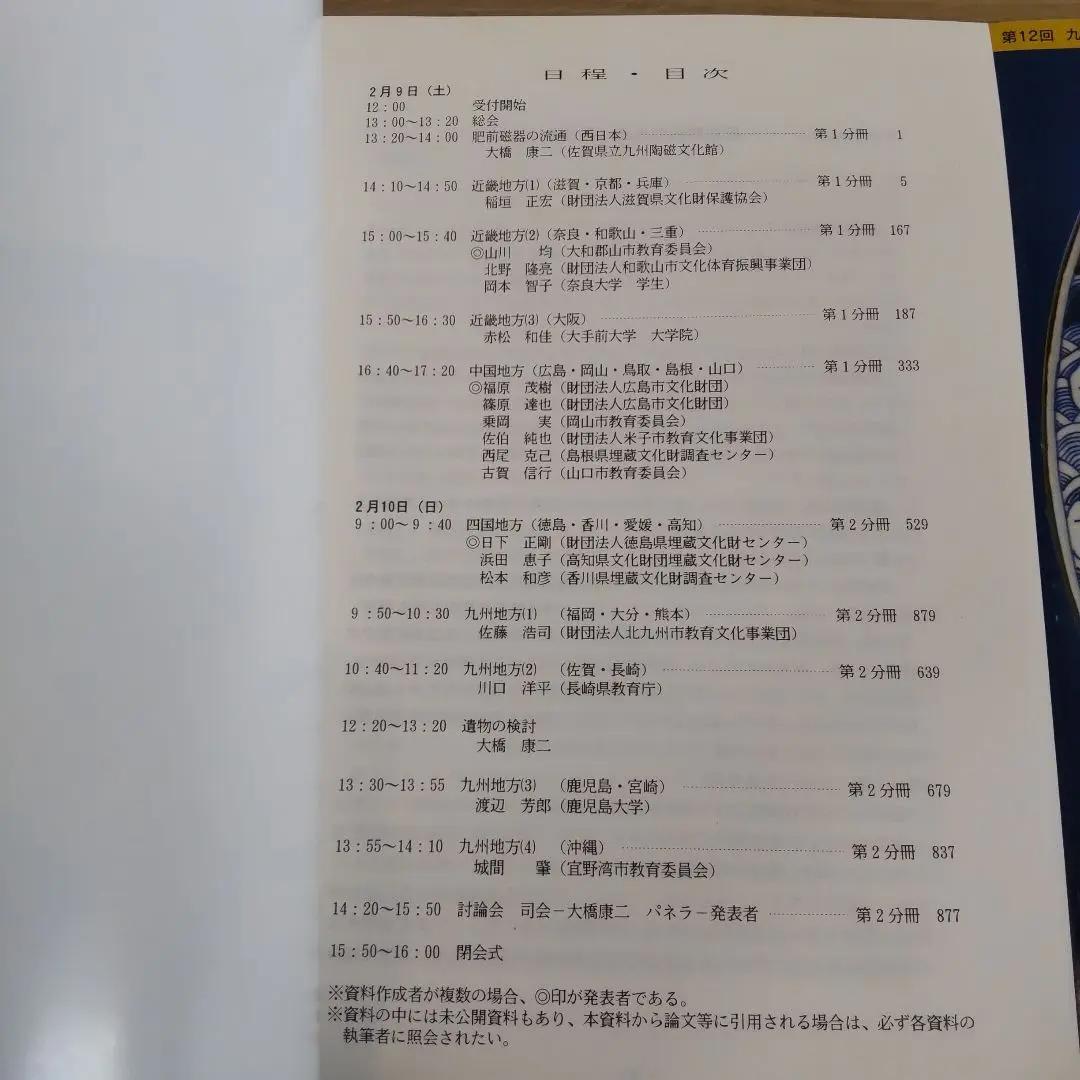 日程・目次
2月9日（土）
12：00 受付開始
13：00～13：20 総会
13：20～14：00 肥前磁器の流通（西日本） 第1分冊 1
大橋 康二（佐賀県立九州陶磁文化館）
14：10～14：50 近畿地方⑴（滋賀・京都・兵庫） 第1分冊 5
稲垣 正宏（財団法人滋賀県文化財保護協会）
15：00～15：40 近畿地方⑵（奈良・和歌山・三重） 第1分冊 167
◎山川 均（大和郡山市教育委員会）
北野 隆亮（財団法人和歌山市文化体育振興事業団）
岡本 智子（奈良大学 学生）
15：50～16：30 近畿地方⑶（大阪） 第1分冊 187
赤松 和佳（大手前大学 大学院）
16：40～17：20 中国地方（広島・岡山・鳥取・島根・山口） 第1分冊 333
◎福原 茂樹（財団法人広島市文化財団）
篠原 達也（財団法人広島市文化財団）
乗岡 実（岡山市教育委員会）
佐伯 純也（財団法人米子市教育文化事業団）
西尾 克己（島根県埋蔵文化財調査センター）
古賀 信行（山口市教育委員会）
2月10日（日）
9：00～9：40 四国地方（徳島・香川・愛媛・高知） 第2分冊 529
◎日下 正剛（財団法人徳島県埋蔵文化財センター）
浜田 恵子（高知県文化財団埋蔵文化財センター）
松本 和彦（香川県埋蔵文化財調査センター）
9：50～10：30 九州地方⑴ （福岡・大分・熊本） 第2分冊 879
佐藤 浩司（財団法人北九州市教育文化事業団）
10：40～11：20 九州地方⑵ （佐賀・長崎） 第2分冊 639
川口 洋平（長崎県教育庁）
12：20～13：20 遺物の検討
大橋 康二
13：30～13：55 九州地方⑶ （鹿児島・宮崎） 第2分冊 679
渡辺 芳郎（鹿児島大学）
13：55～14：10 九州地方⑷ （沖縄） 第2分冊 837
城間 肇（宜野湾市教育委員会）
14：20～15：50 討論会 司会－大橋康二 パネラ－発表者 第2分冊 877
15：50～16：00 閉会式
※資料作成者が複数の場合、◎印が発表者である。
※資料の中には未公開資料もあり、本資料から論文等に引用される場合は、必ず各資料の
執筆者に照会されたい。
第12回 九